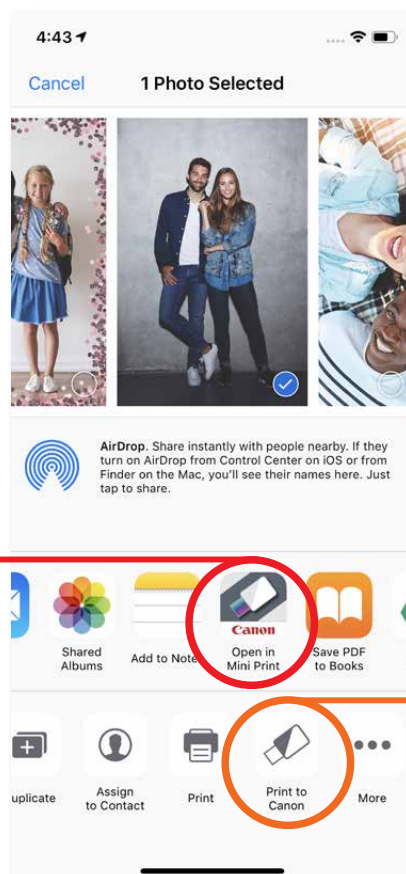 4:43
Cancel
1 Photo Selected
AirDrop. Share instantly with people nearby. If they
turn on AirDrop from Control Center on iOS or from
Finder on the Mac, you'll see their names here. Just
tap to share.
Canon
Shared
Albums
Add to Note
Open in
Mini Print
Save PDF
to Books
uplicate
Assign
to Contact
Print
Print to
Canon
More